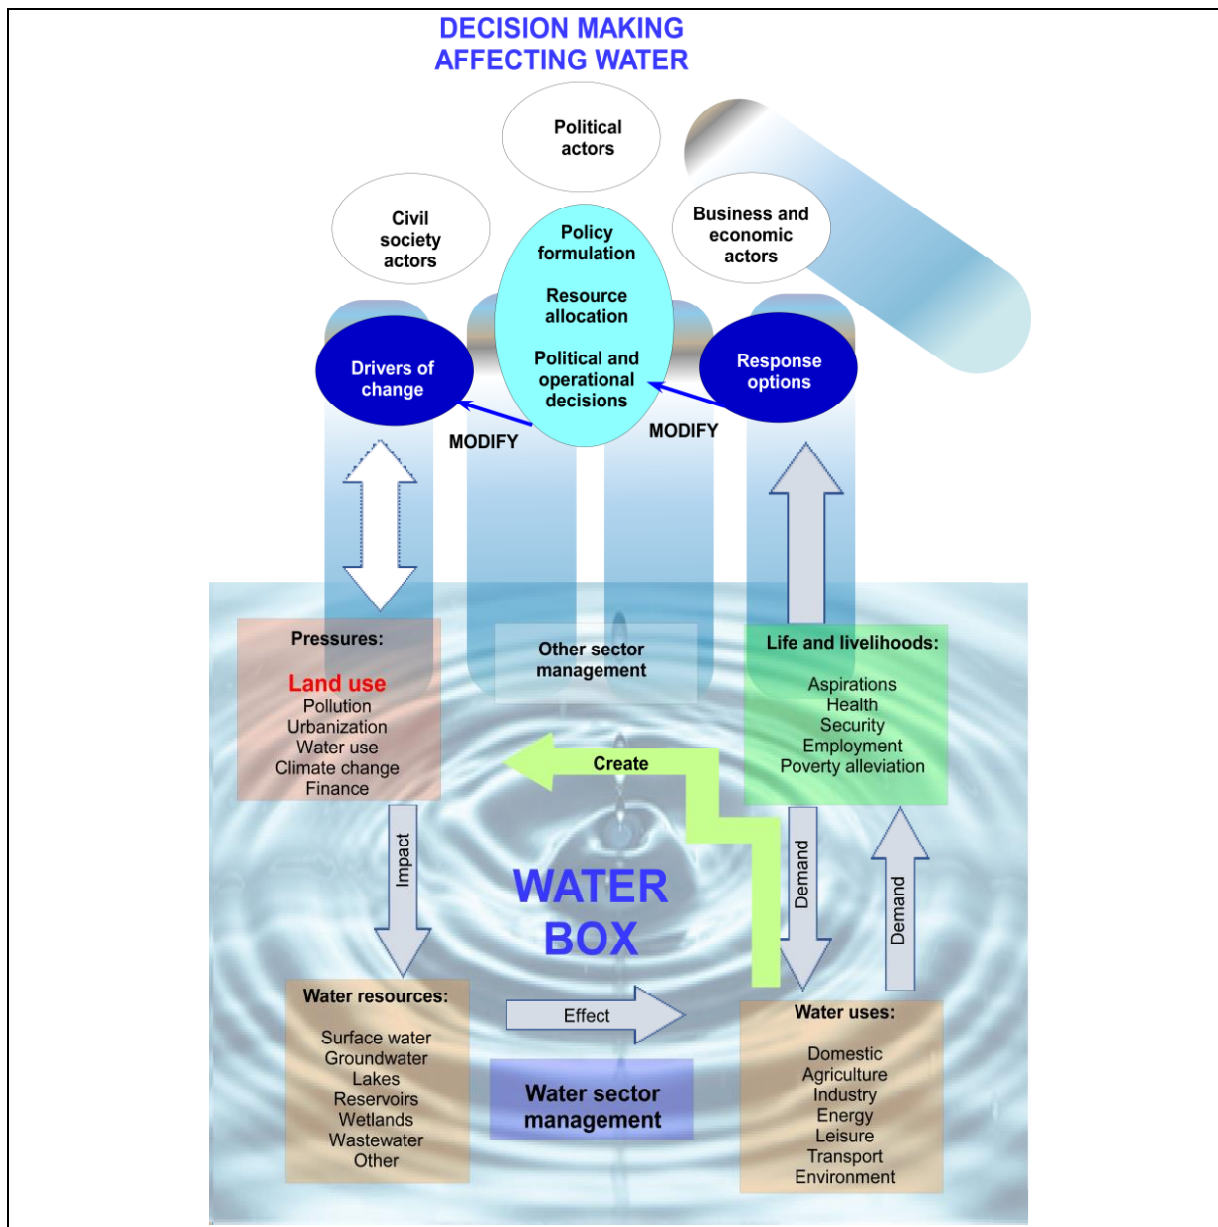 DECISION MAKING
AFFECTING WATER
Political
actors
Civil
society
actors
Business and
economic
actors
Policy
formulation
Resource
allocation
Political and
operational
decisions
Drivers of
change
Response
options
MODIFY
MODIFY
Pressures:
Land use
Pollution
Urbanization
Water use
Climate change
Finance
Other sector
management
Life and livelihoods:
Aspirations
Health
Security
Employment
Poverty alleviation
Create
Impact
Demand
Demand
WATER
BOX
Water resources:
Surface water
Groundwater
Lakes
Reservoirs
Wetlands
Wastewater
Other
Effect
Water sector
management
Water uses:
Domestic
Agriculture
Industry
Energy
Leisure
Transport
Environment